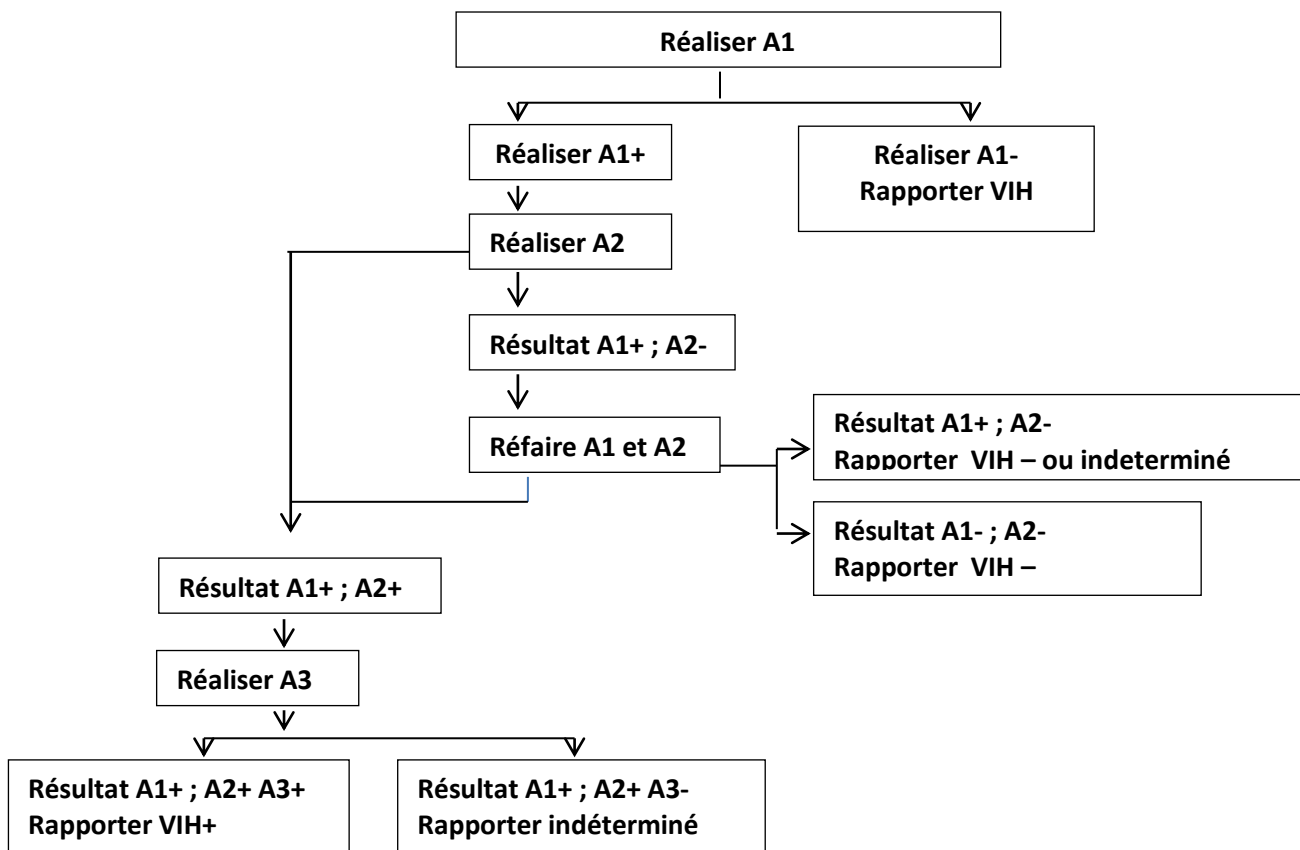 Réaliser A1
Réaliser A1+
Réaliser A1-
Rapporter VIH
Réaliser A2
Résultat A1+ ; A2-
Réfaire A1 et A2
Résultat A1+ ; A2-
Rapporter  VIH – ou indeterminé
Résultat A1- ; A2-
Rapporter  VIH –
Résultat A1+ ; A2+
Réaliser A3
Résultat A1+ ; A2+ A3+
Rapporter VIH+
Résultat A1+ ; A2+ A3-
Rapporter indéterminé